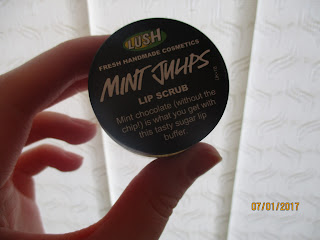 LUSH
FRESH HANDMADE COSMETICS
MINT JULIPS
LIP SCRUB
Mint chocolate (without the
chip!) is what you get with
this tasty sugar lip
buffer.
07/01/2017